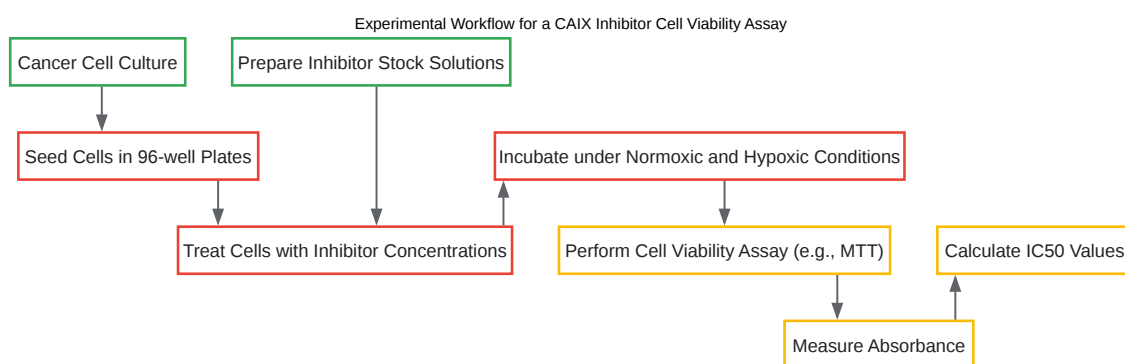 Experimental Workflow for a CAIX Inhibitor Cell Viability Assay
Cancer Cell Culture
Prepare Inhibitor Stock Solutions
Seed Cells in 96-well Plates
Incubate under Normoxic and Hypoxic Conditions
Treat Cells with Inhibitor Concentrations
Perform Cell Viability Assay (e.g., MTT)
Calculate IC50 Values
Measure Absorbance